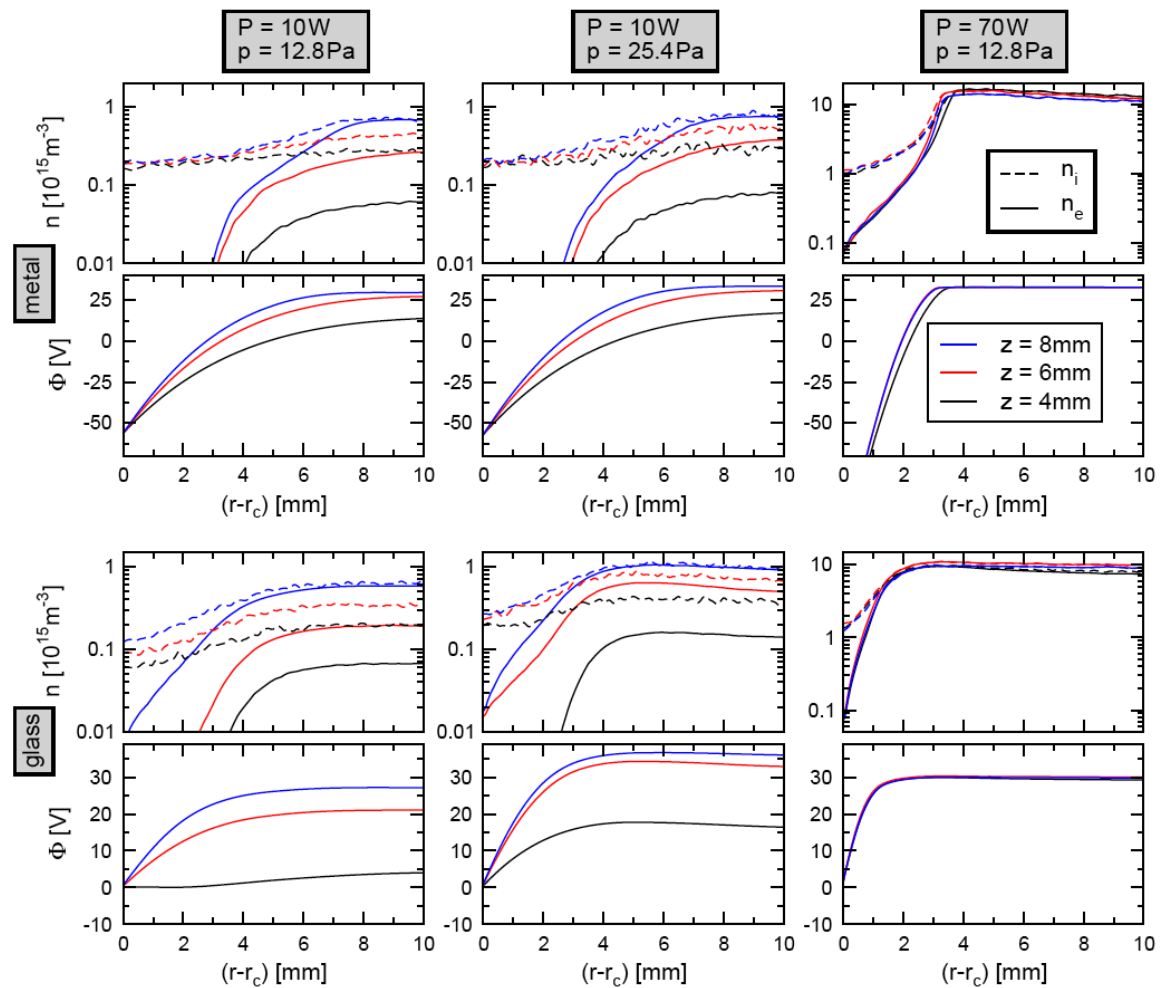 P = 10W
p = 12.8Pa
P = 10W
p = 25.4Pa
P = 70W
p = 12.8Pa
metal
n [10^15 m^-3]
1
0.1
0.01
1
0.1
0.01
10
1
0.1
n_i
n_e
Φ [V]
25
0
-25
-50
25
0
-25
-50
25
0
-25
-50
z = 8mm
z = 6mm
z = 4mm
0 2 4 6 8 10
0 2 4 6 8 10
0 2 4 6 8 10
(r-r_c) [mm]
(r-r_c) [mm]
(r-r_c) [mm]
glass
n [10^15 m^-3]
1
0.1
0.01
1
0.1
0.01
10
1
0.1
Φ [V]
30
20
10
0
-10
30
20
10
0
-10
30
20
10
0
-10
0 2 4 6 8 10
0 2 4 6 8 10
0 2 4 6 8 10
(r-r_c) [mm]
(r-r_c) [mm]
(r-r_c) [mm]